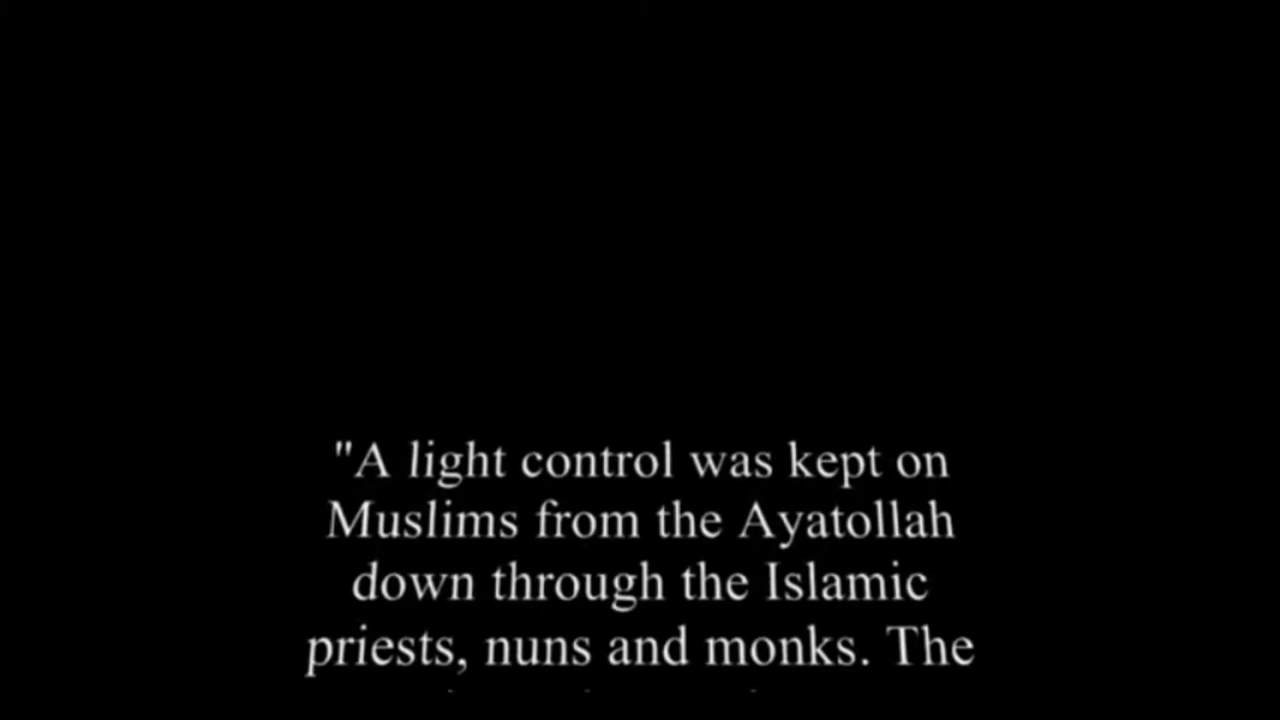 "A light control was kept on
Muslims from the Ayatollah
down through the Islamic
priests, nuns and monks. The